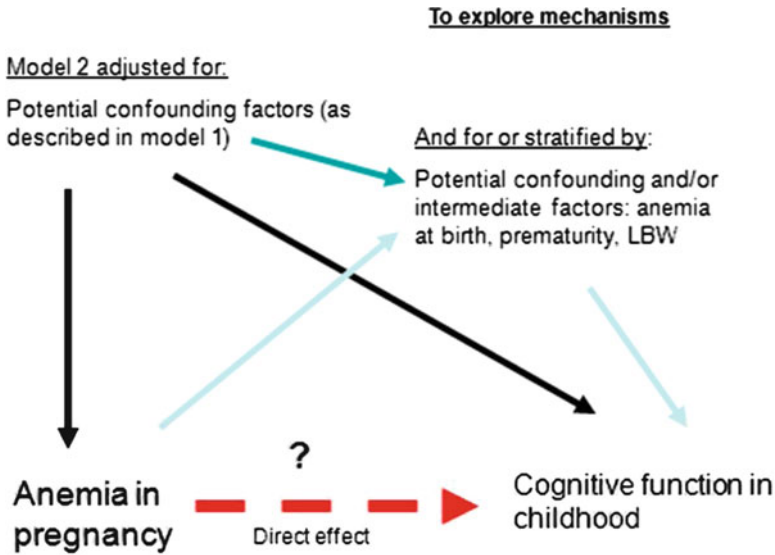 To explore mechanisms
Model 2 adjusted for:
Potential confounding factors (as
described in model 1)
And for or stratified by:
Potential confounding and/or
intermediate factors: anemia
at birth, prematurity, LBW
?
Anemia in
pregnancy
Direct effect
Cognitive function in
childhood